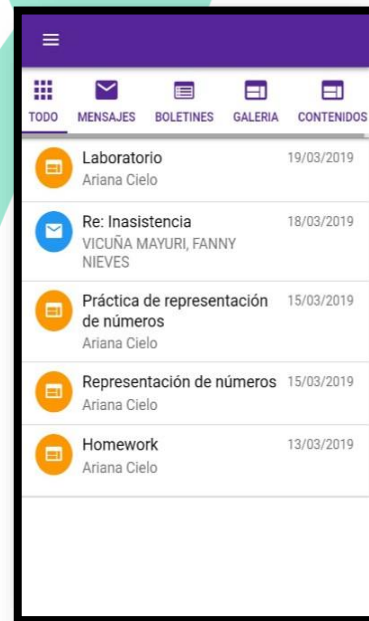 TODO MENSAJES BOLETINES GALERIA CONTENIDOS
Laboratorio 19/03/2019
Ariana Cielo
Re: Inasistencia 18/03/2019
VICUÑA MAYURI, FANNY
NIEVES
Práctica de representación 15/03/2019
de números
Ariana Cielo
Representación de números 15/03/2019
Ariana Cielo
Homework 13/03/2019
Ariana Cielo